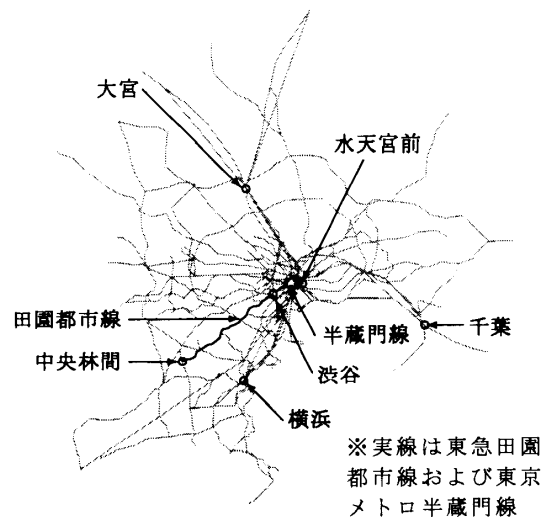 大宮
水天宮前
田園都市線
半蔵門線
千葉
中央林間
渋谷
横浜
※実線は東急田園
都市線および東京
メトロ半蔵門線